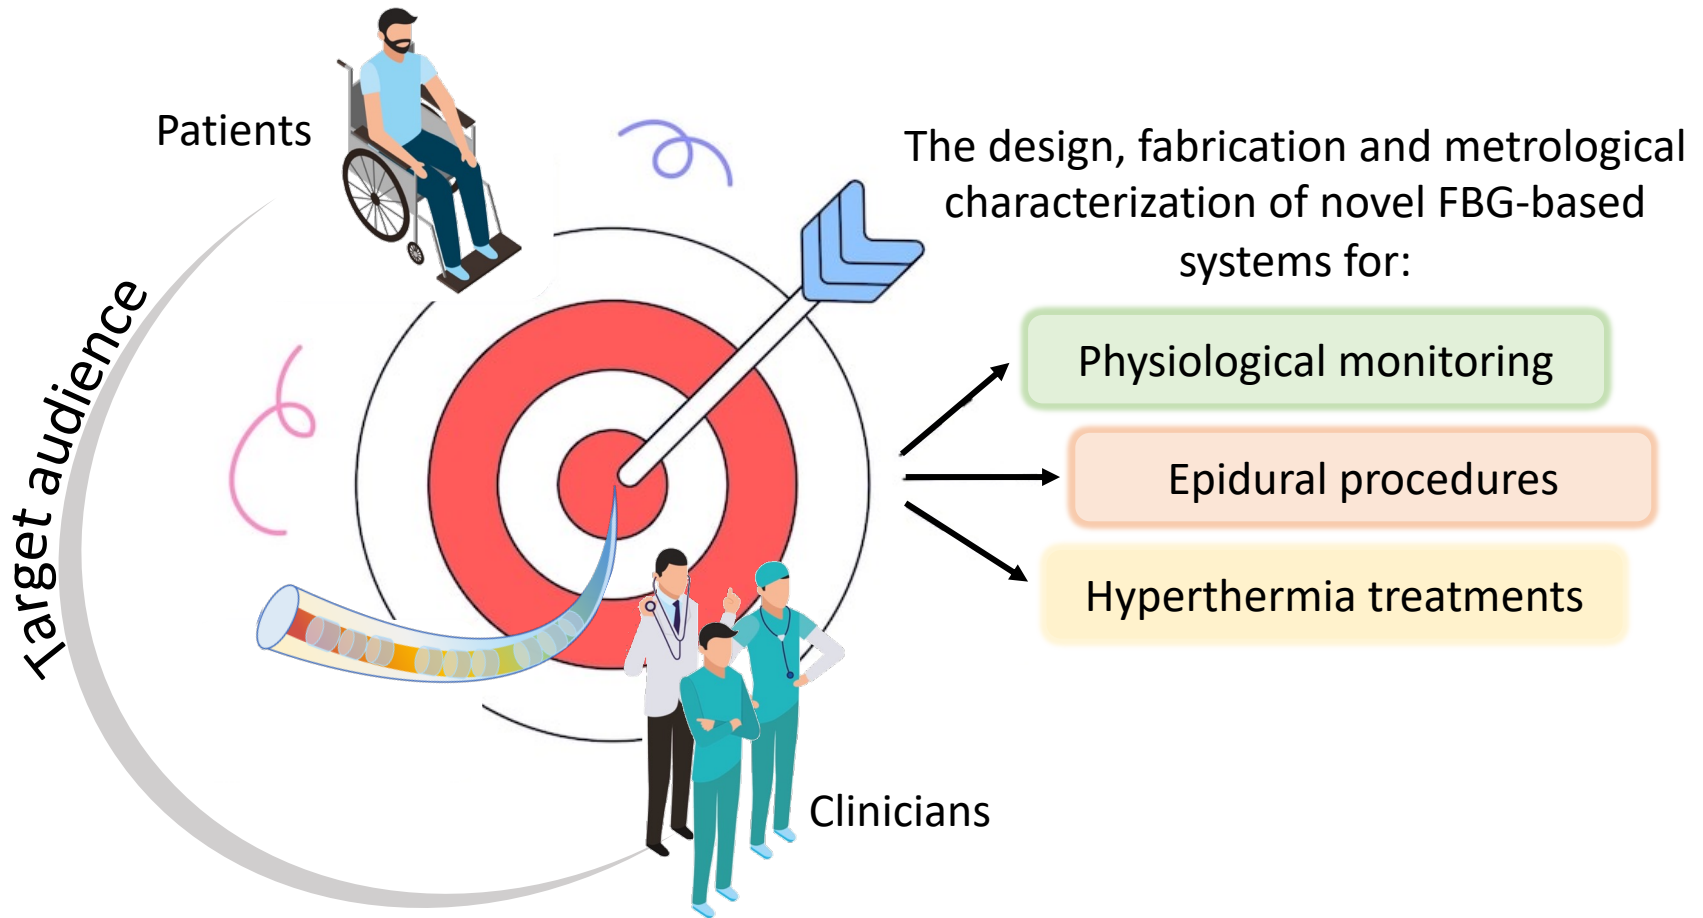 Patients
Target audience
Clinicians
The design, fabrication and metrological
characterization of novel FBG-based
systems for:
Physiological monitoring
Epidural procedures
Hyperthermia treatments